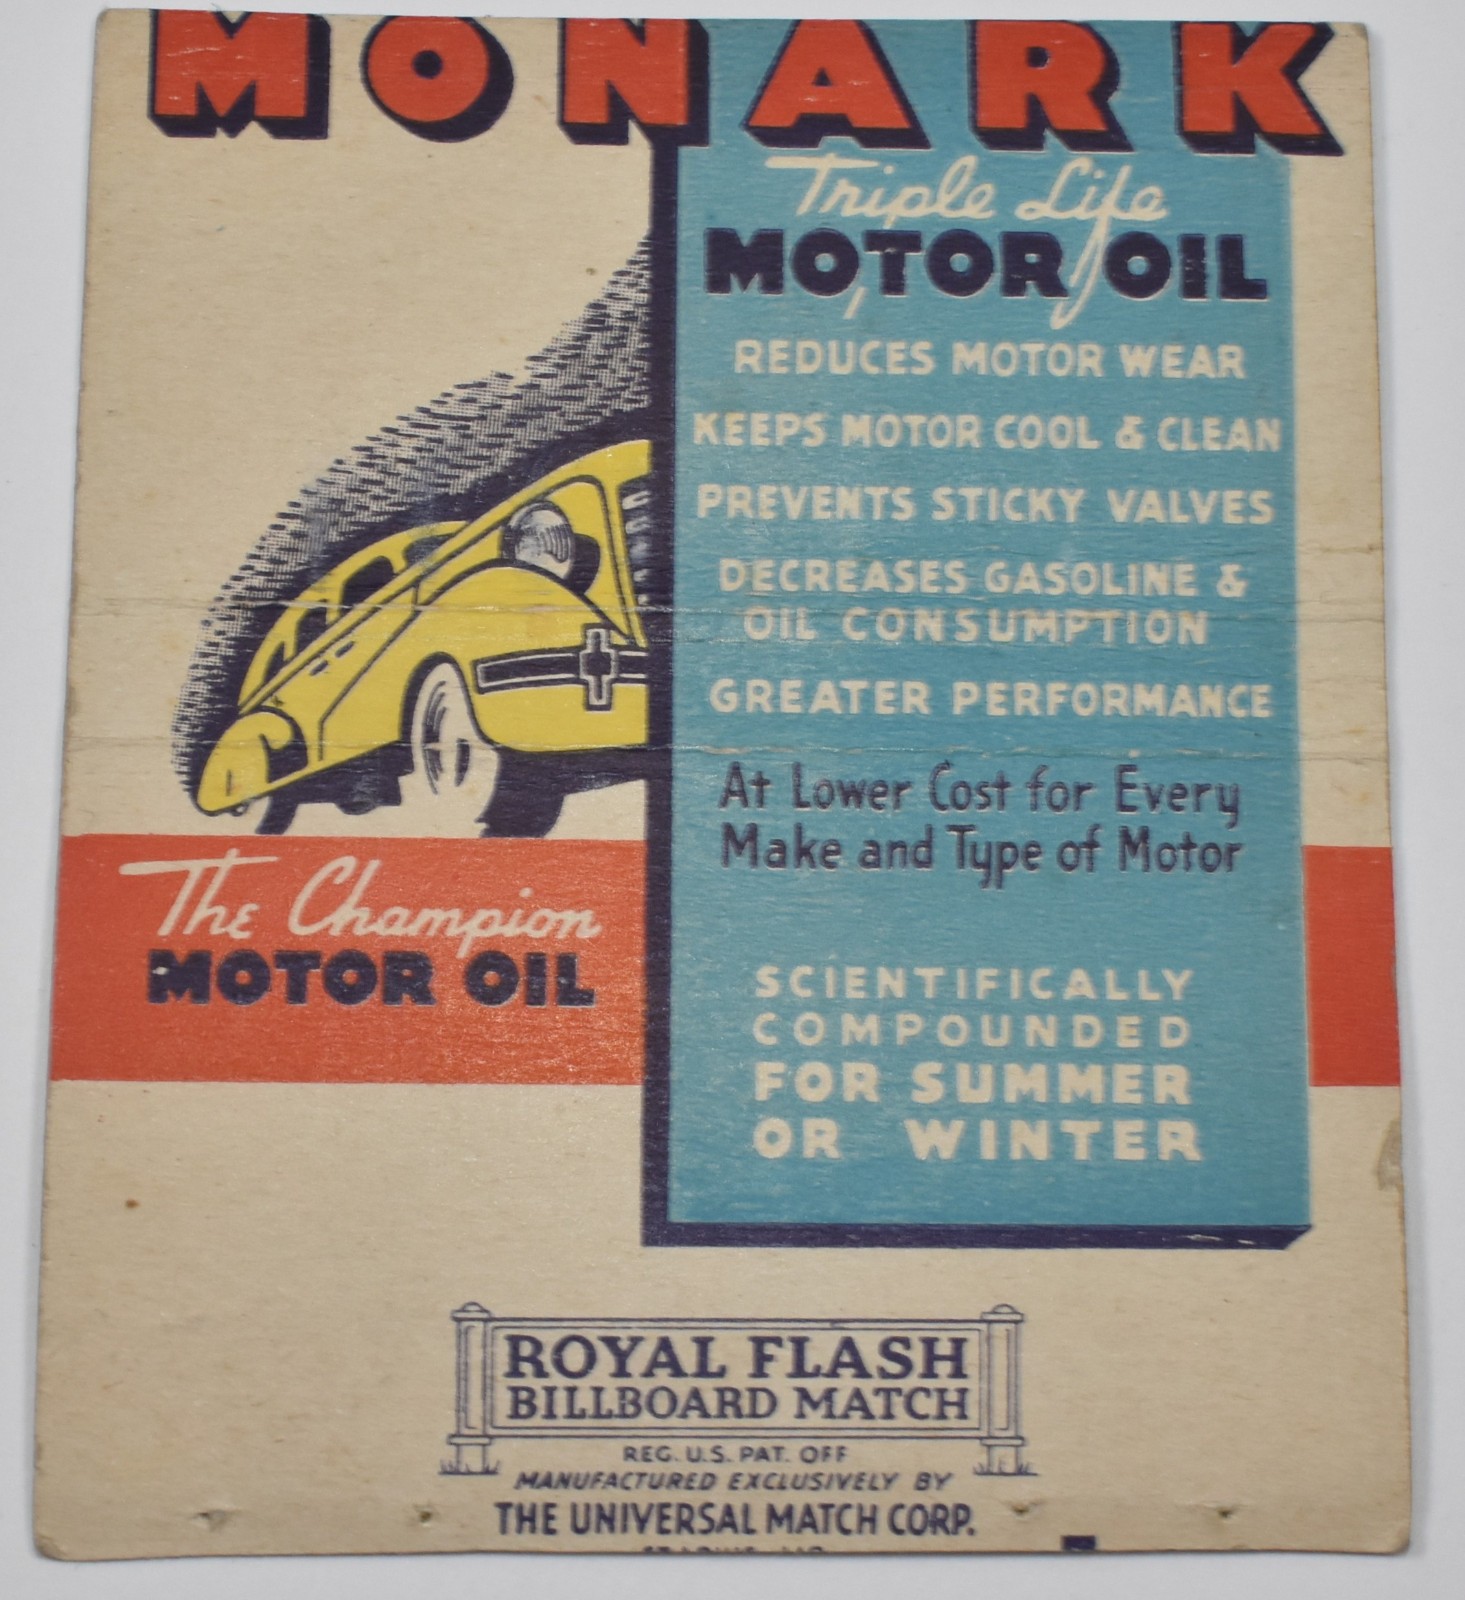 MONARK
Triple Life
MOTOR OIL
REDUCES MOTOR WEAR
KEEPS MOTOR COOL & CLEAN
PREVENTS STICKY VALVES
DECREASES GASOLINE &
OIL CONSUMPTION
GREATER PERFORMANCE
At Lower Cost for Every
Make and Type of Motor
The Champion
MOTOR OIL
SCIENTIFICALLY
COMPOUNDED
FOR SUMMER
OR WINTER
ROYAL FLASH
BILLBOARD MATCH
REG. U.S. PAT. OFF
MANUFACTURED EXCLUSIVELY BY
THE UNIVERSAL MATCH CORP.